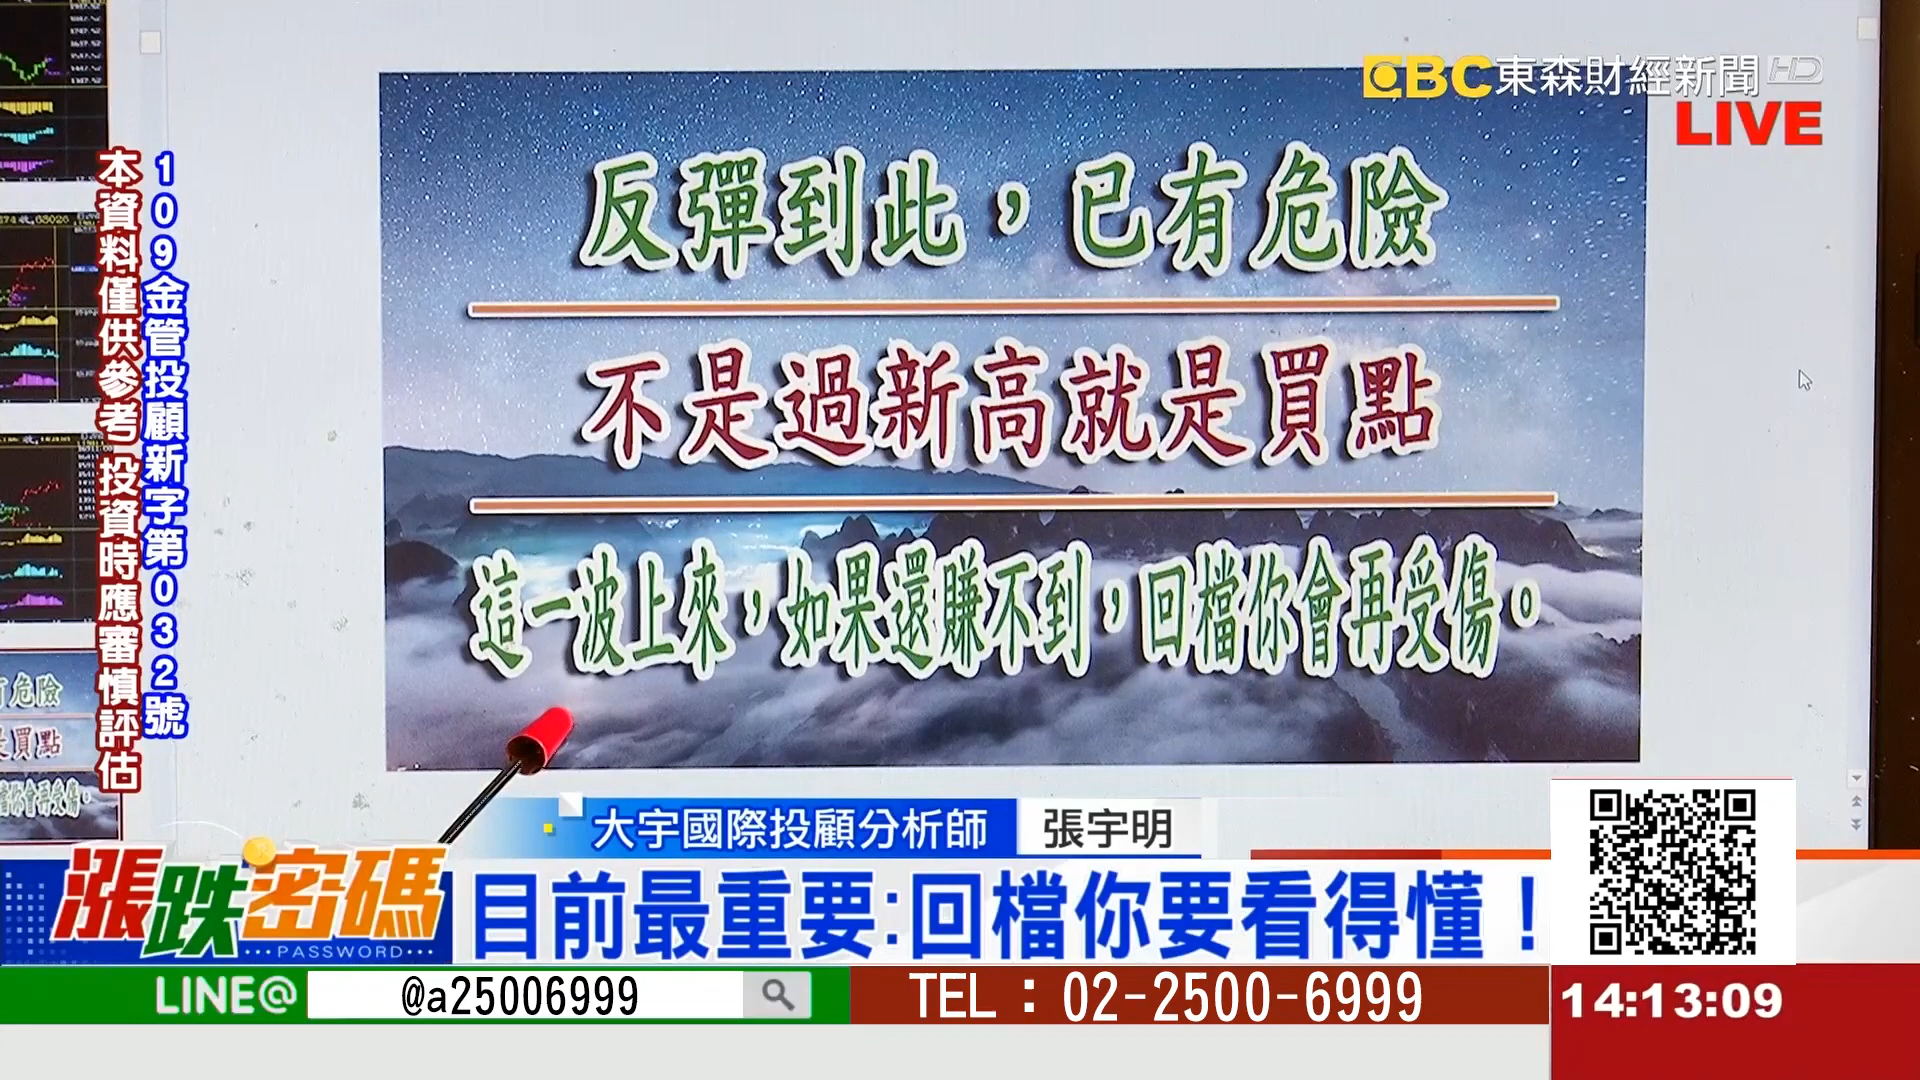 EBC東森財經新聞HD
LIVE
109金管投顧新字第032號
本資料僅供參考投資時應審慎評估
反彈到此，已有危險
不是過新高就是買點
這一波上來，如果還賺不到，回檔你會再受傷。
大宇國際投顧分析師 張宇明
漲跌密碼
PASSWORD
目前最重要:回檔你要看得懂！
LINE@ @a25006999
TEL：02-2500-6999
14:13:09